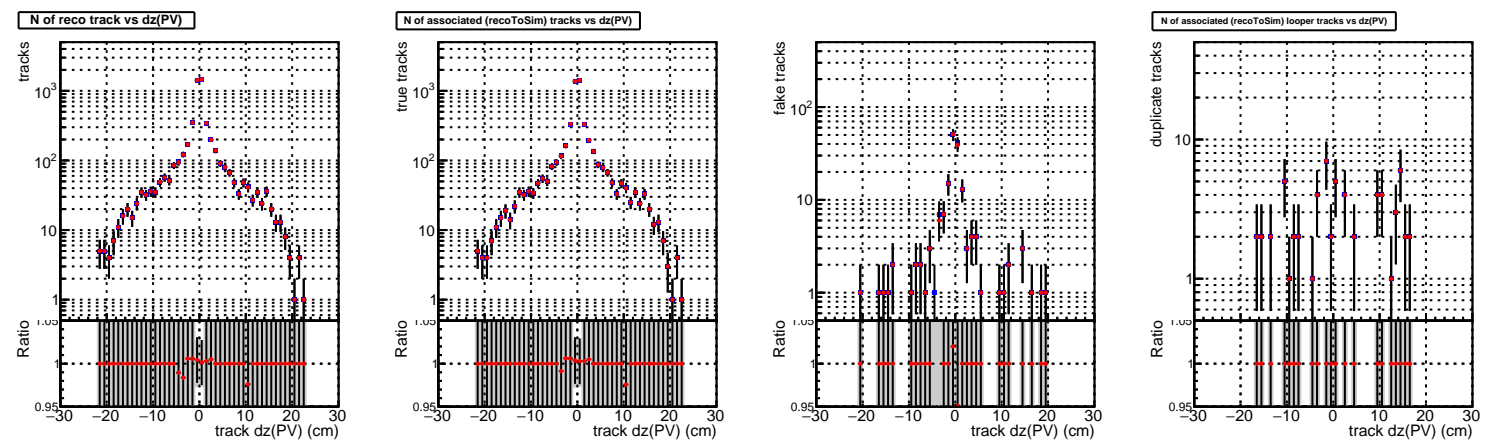 N of reco track vs dz(PV)
tracks
10³
10²
10
1
Ratio
1.05
1
0.95
−30 −20 −10 0 10 20 30
track dz(PV) (cm)
N of associated (recoToSim) tracks vs dz(PV)
true tracks
10³
10²
10
1
Ratio
1.05
1
0.95
−30 −20 −10 0 10 20 30
track dz(PV) (cm)
fake tracks
10²
10
1
Ratio
1.05
1
0.95
−30 −20 −10 0 10 20 30
track dz(PV) (cm)
N of associated (recoToSim) looper tracks vs dz(PV)
duplicate tracks
10
1
Ratio
1.05
1
0.95
−30 −20 −10 0 10 20 30
track dz(PV) (cm)